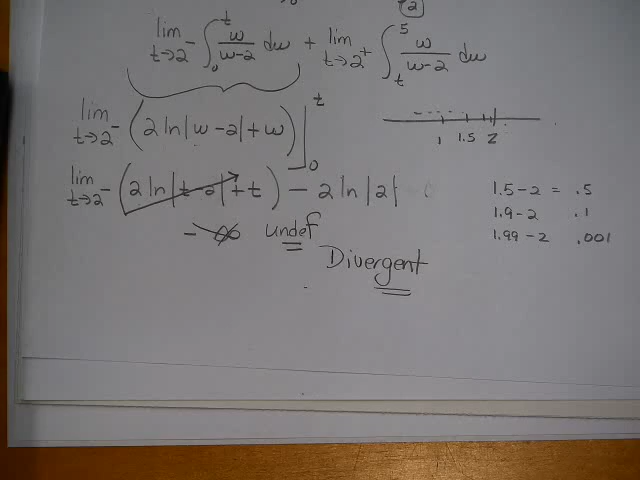 2
lim t→2⁻ ∫₀ᵗ w/(w-2) dw + lim t→2⁺ ∫ₜ⁵ w/(w-2) dw
lim t→2⁻ (2 ln|w-2| + w) |₀ᵗ
1 1.5 2
lim t→2⁻ (2 ln|t-2| + t) - 2 ln|2|
1.5-2 = .5
1.9-2 .1
1.99-2 .001
-∞ undef
Divergent